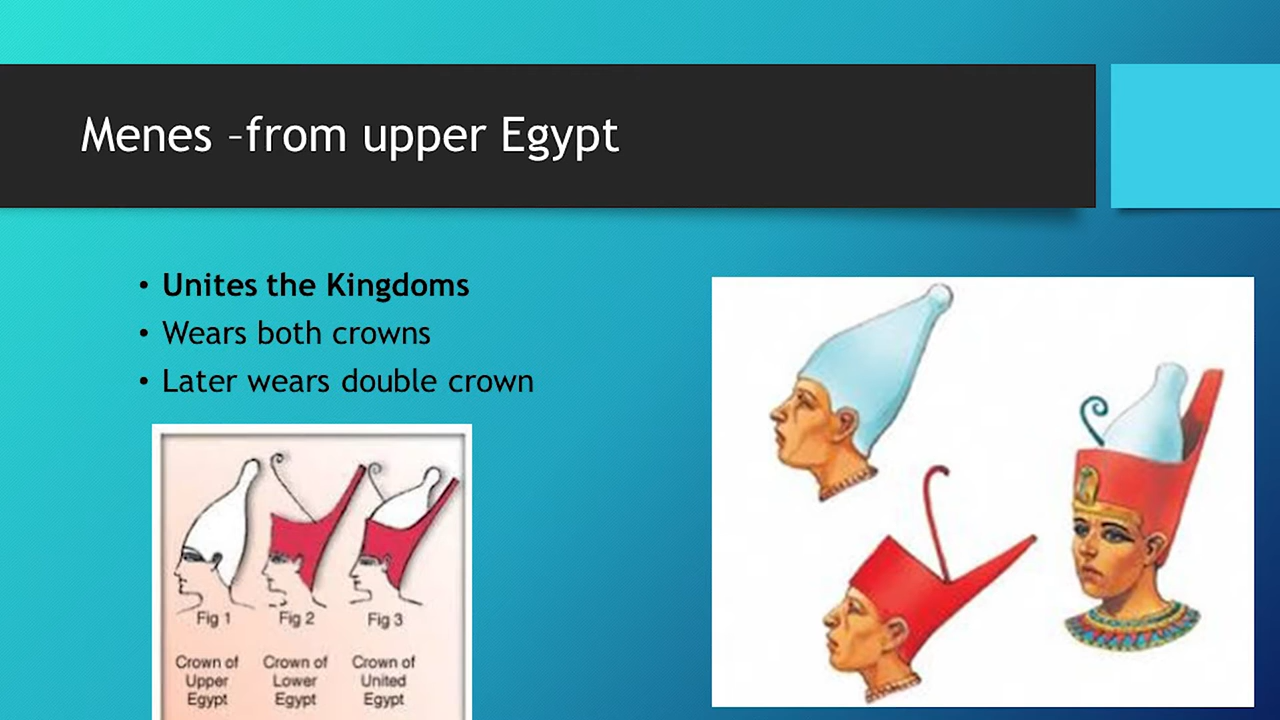 Menes –from upper Egypt
• Unites the Kingdoms
• Wears both crowns
• Later wears double crown
Fig 1 Fig 2 Fig 3
Crown of Crown of Crown of
Upper Lower United
Egypt Egypt Egypt